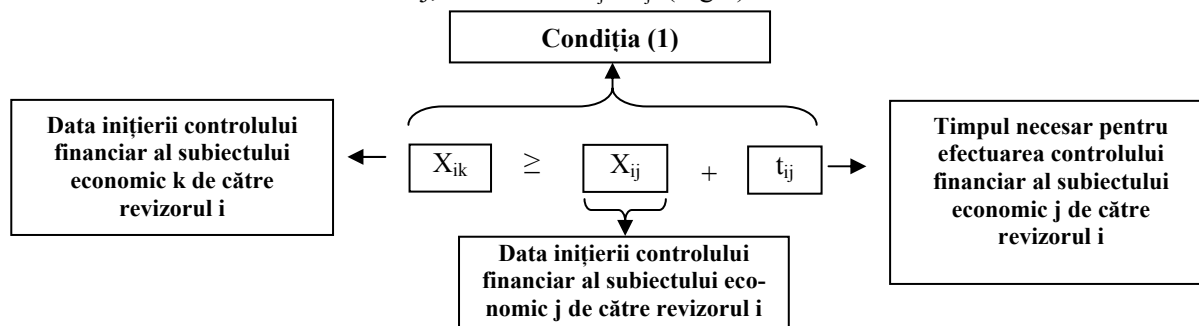 Condiția (1)
Data inițierii controlului
financiar al subiectului
economic k de către
revizorul i
X_ik ≥ X_ij + t_ij
Timpul necesar pentru
efectuarea controlului
financiar al subiectului
economic j de către
revizorul i
Data inițierii controlului
financiar al subiectului eco-
nomic j de către revizorul i